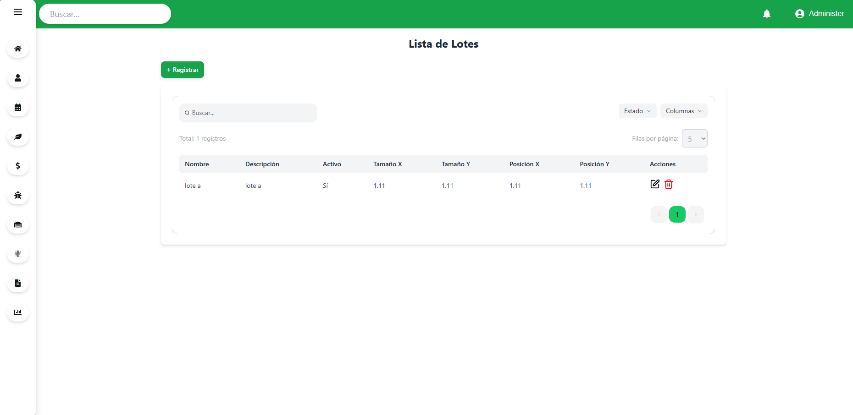 Buscar...
Administer
Lista de Lotes
+ Registrar
Buscar...
Estado
Columnas
Total: 1 registros
Filas por página: 5
Nombre Descripción Activo Tamaño X Tamaño Y Posición X Posición Y Acciones
lote a lote a Sí 1.11 1.11 1.11 1.11
1